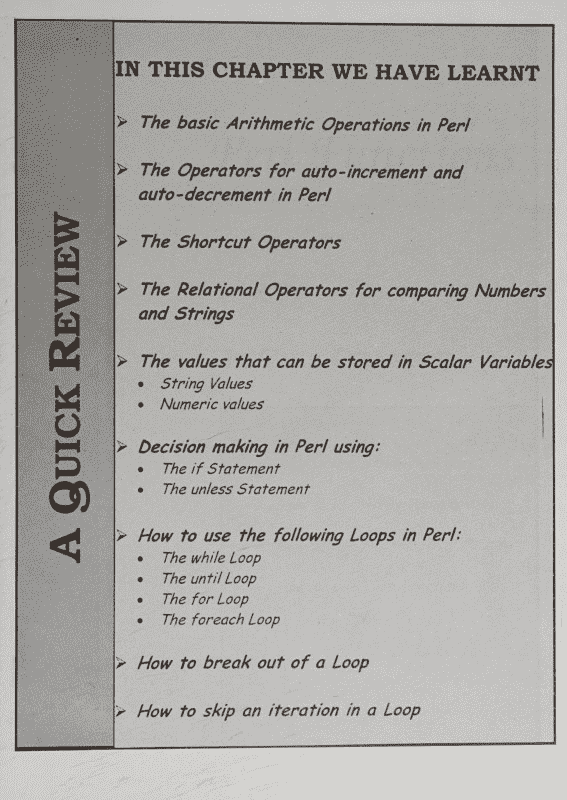 A QUICK REVIEW
IN THIS CHAPTER WE HAVE LEARNT
➢ The basic Arithmetic Operations in Perl
➢ The Operators for auto-increment and
auto-decrement in Perl
➢ The Shortcut Operators
➢ The Relational Operators for comparing Numbers
and Strings
➢ The values that can be stored in Scalar Variables
• String Values
• Numeric values
➢ Decision making in Perl using:
• The if Statement
• The unless Statement
➢ How to use the following Loops in Perl:
• The while Loop
• The until Loop
• The for Loop
• The foreach Loop
➢ How to break out of a Loop
➢ How to skip an iteration in a Loop